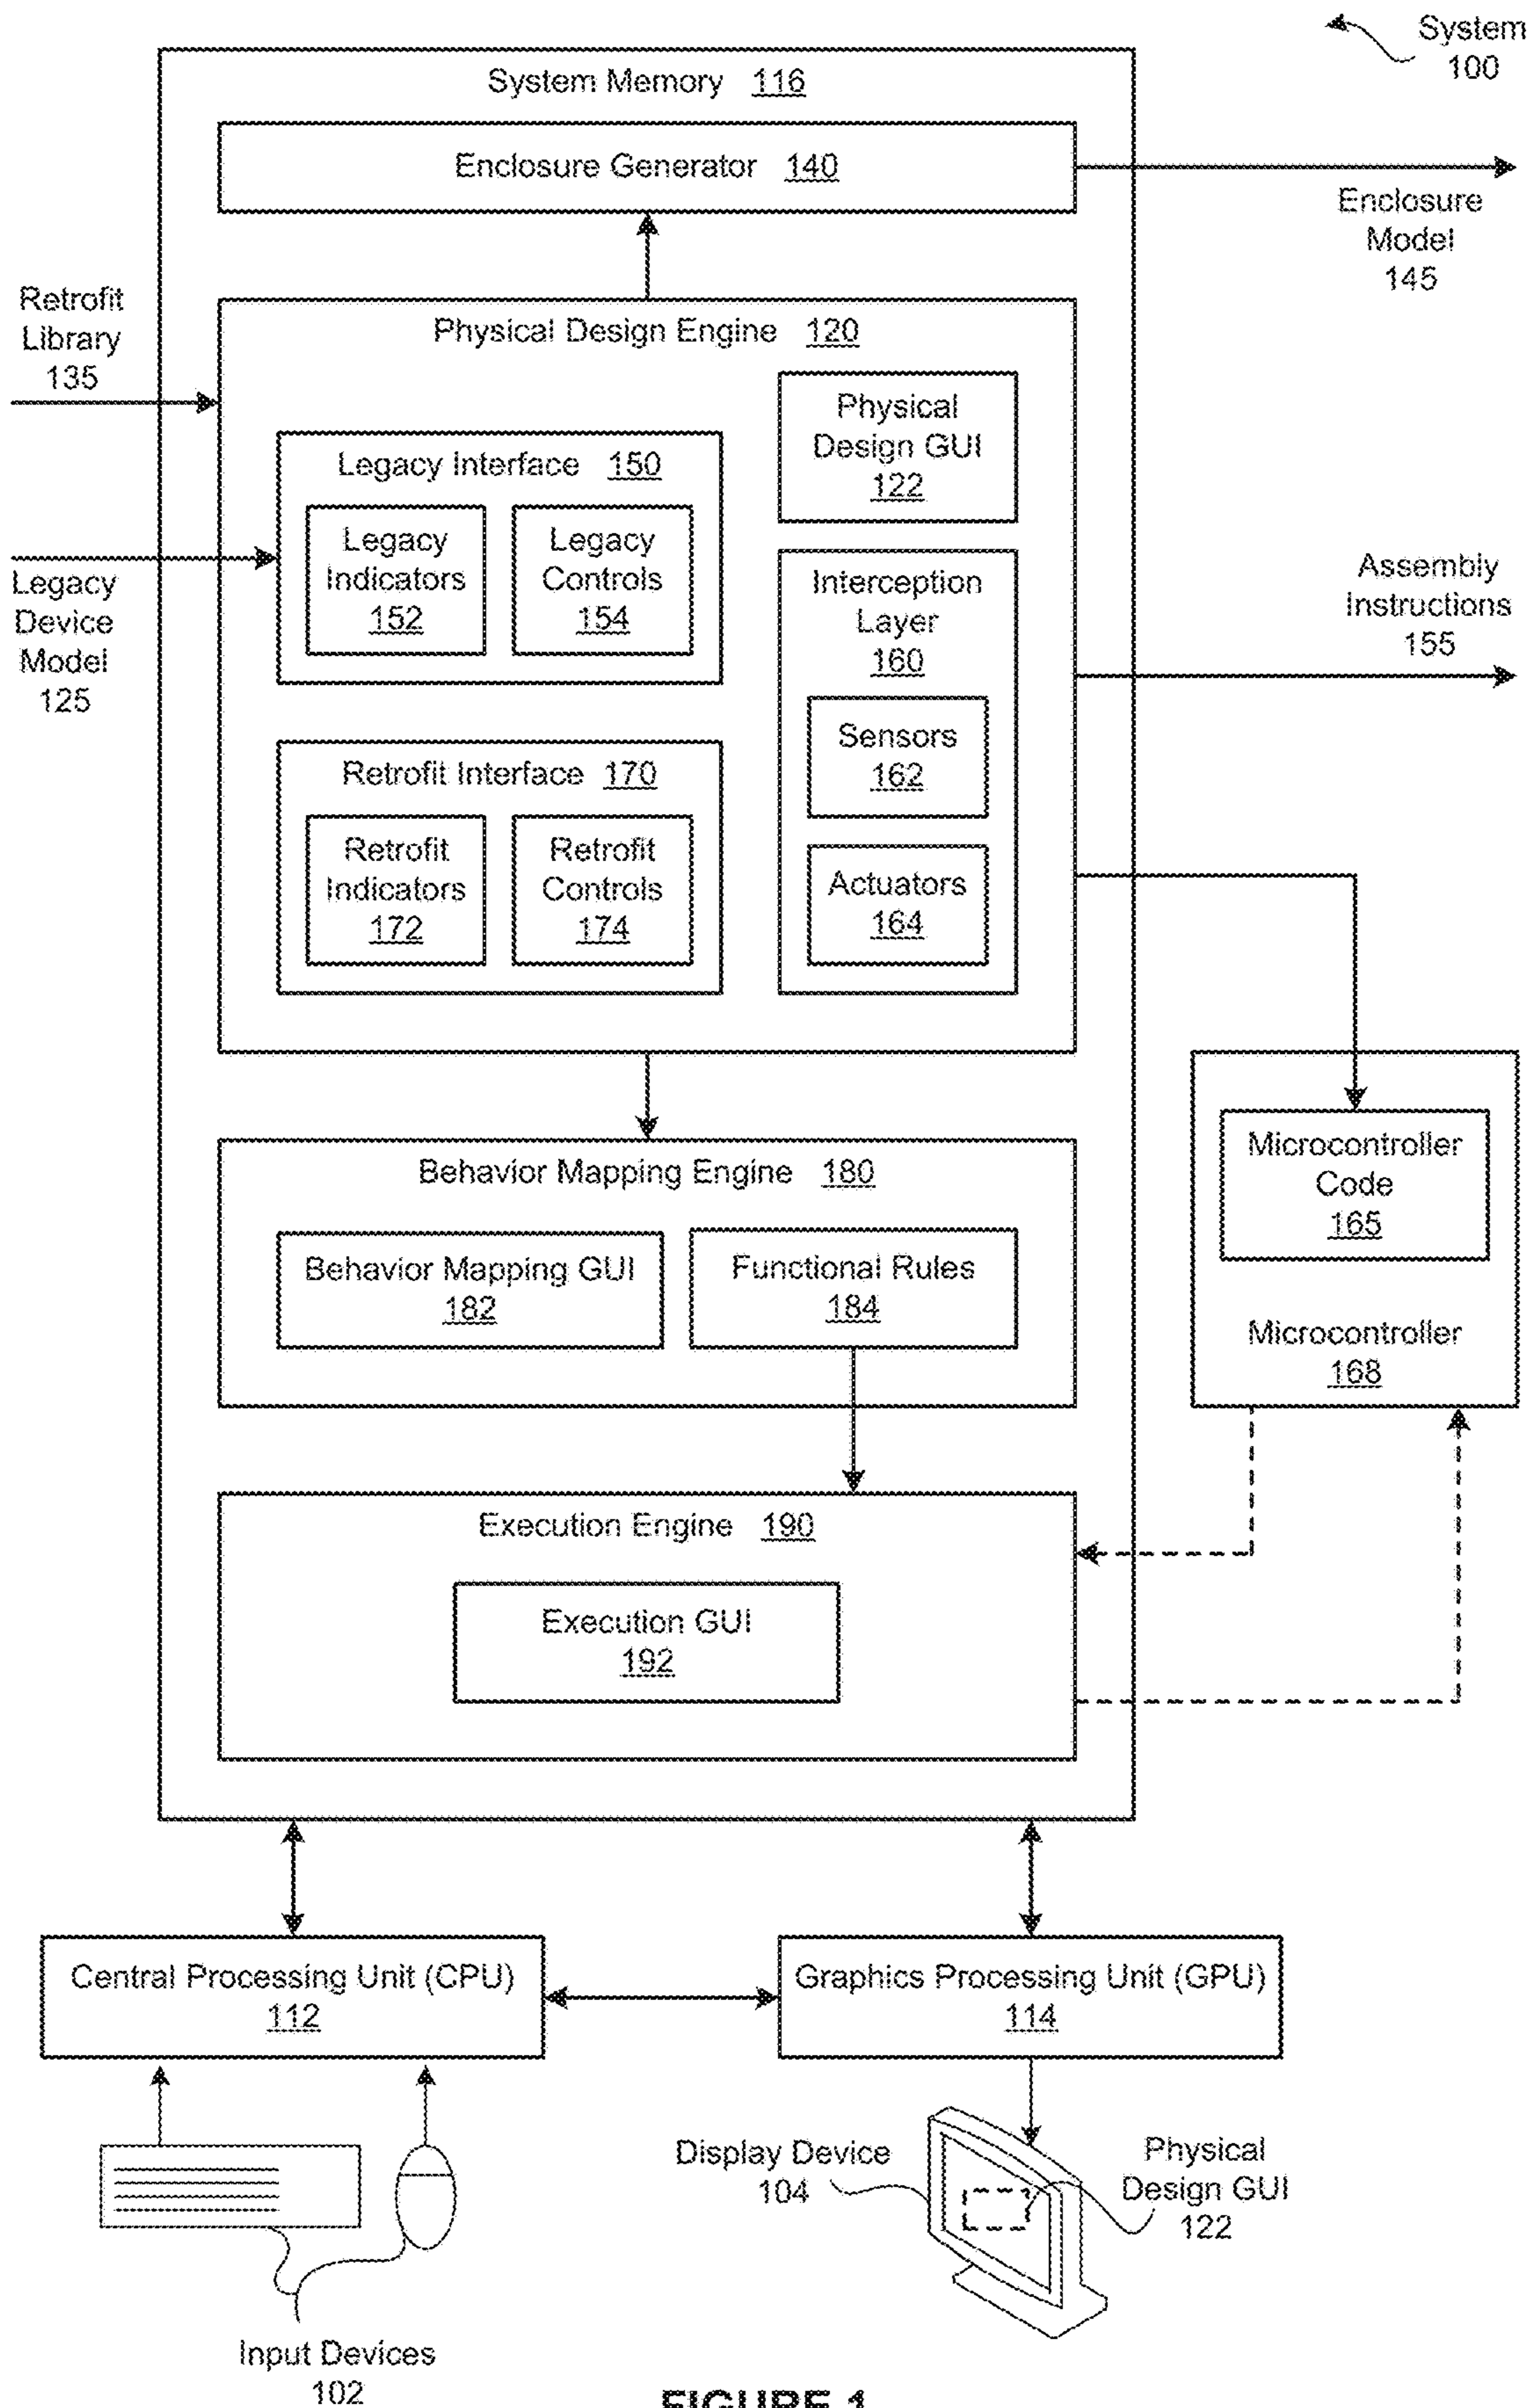 System
100
System Memory 116
Enclosure Generator 140
Enclosure
Model
145
Retrofit
Library
135
Physical Design Engine 120
Physical
Design GUI
122
Legacy Interface 150
Legacy
Indicators
152
Legacy
Controls
154
Legacy
Device
Model
125
Interception
Layer
160
Sensors
162
Actuators
164
Assembly
Instructions
155
Retrofit Interface 170
Retrofit
Indicators
172
Retrofit
Controls
174
Microcontroller
Code
165
Microcontroller
168
Behavior Mapping Engine 180
Behavior Mapping GUI
182
Functional Rules
184
Execution Engine 190
Execution GUI
192
Central Processing Unit (CPU)
112
Graphics Processing Unit (GPU)
114
Display Device
104
Physical
Design GUI
122
Input Devices
102
FIGURE 1